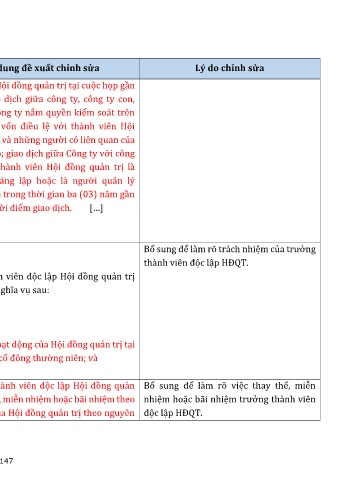 dung đề xuất chỉnh sửa
Lý do chỉnh sửa
Hội đồng quản trị tại cuộc họp gần
dịch giữa công ty, công ty con,
ông ty nắm quyền kiểm soát trên
vốn điều lệ với thành viên Hội
và những người có liên quan của
; giao dịch giữa Công ty với công
hành viên Hội đồng quản trị là
áng lập hoặc là người quản lý
trong thời gian ba (03) năm gần
ời điểm giao dịch. [...]
Bổ sung để làm rõ trách nhiệm của trưởng
thành viên độc lập HĐQT.
h viên độc lập Hội đồng quản trị
ghĩa vụ sau:
oạt động của Hội đồng quản trị tại
cổ đông thường niên; và
hành viên độc lập Hội đồng quản
, miễn nhiệm hoặc bãi nhiệm theo
ủa Hội đồng quản trị theo nguyên
Bổ sung để làm rõ việc thay thế, miễn
nhiệm hoặc bãi nhiệm trưởng thành viên
độc lập HĐQT.
147